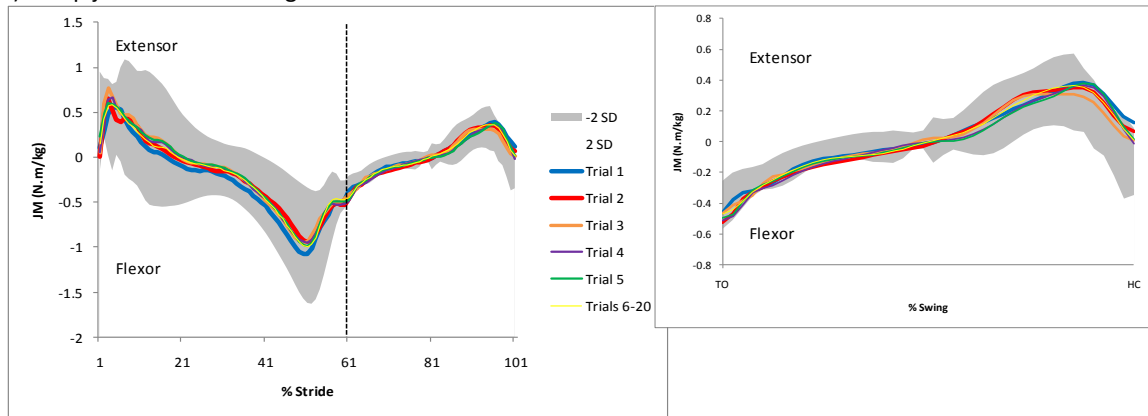 1.5
1
0.5
0
-0.5
-1
-1.5
-2
JM (N.m/kg)
Extensor
Flexor
1
21
41
61
81
101
% Stride
-2 SD
2 SD
Trial 1
Trial 2
Trial 3
Trial 4
Trial 5
Trials 6-20
0.8
0.6
0.4
0.2
0
-0.2
-0.4
-0.6
-0.8
JM (N.m/kg)
Extensor
Flexor
TO
HC
% Swing